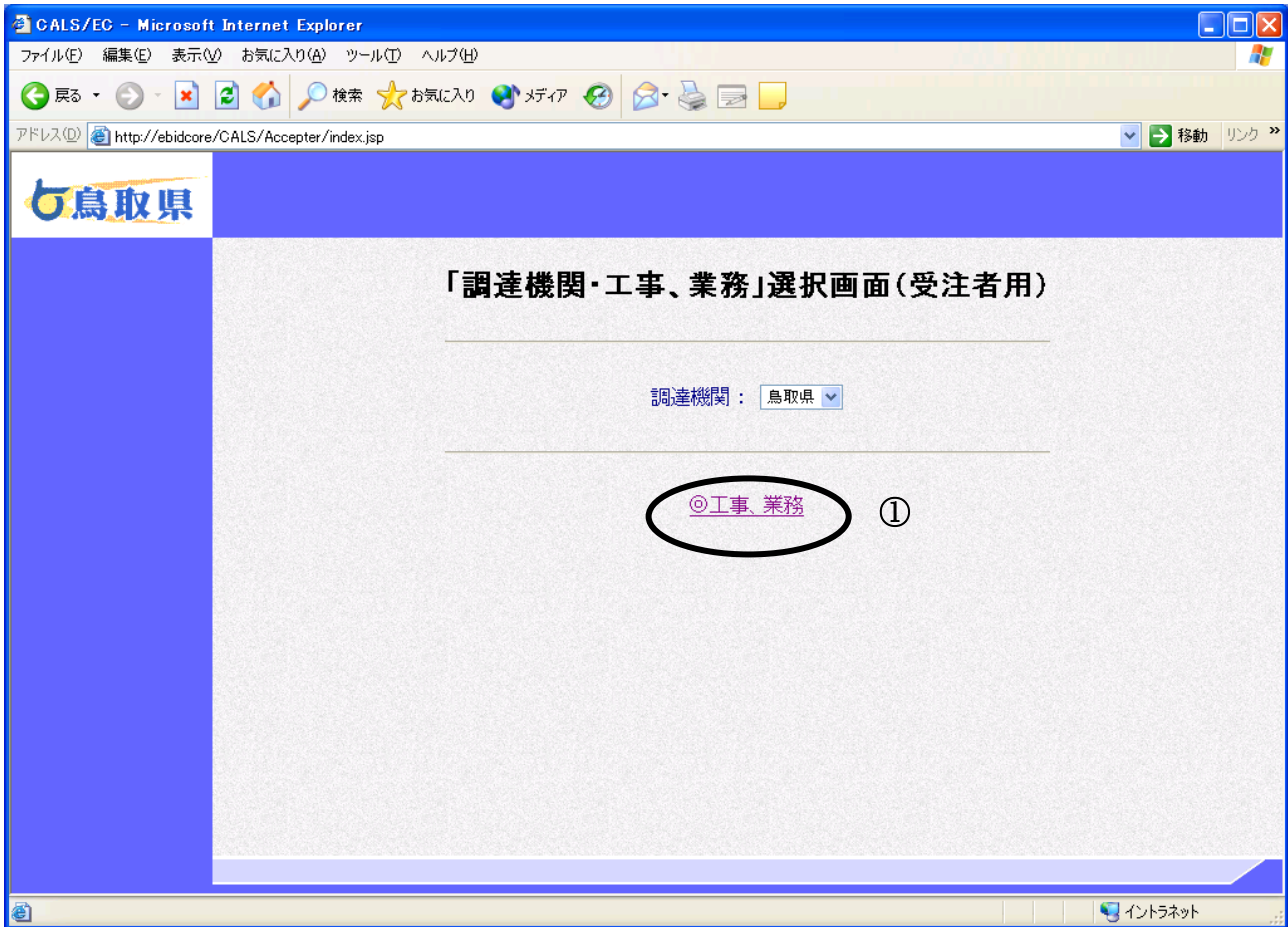 CALS/EC - Microsoft Internet Explorer
ファイル(F) 編集(E) 表示(V) お気に入り(A) ツール(T) ヘルプ(H)
戻る 検索 お気に入り メディア
アドレス(D) http://ebidcore/CALS/Accepter/index.jsp 移動 リンク »
鳥取県
「調達機関・工事、業務」選択画面(受注者用)
調達機関: 鳥取県
◎工事、業務 ①
イントラネット